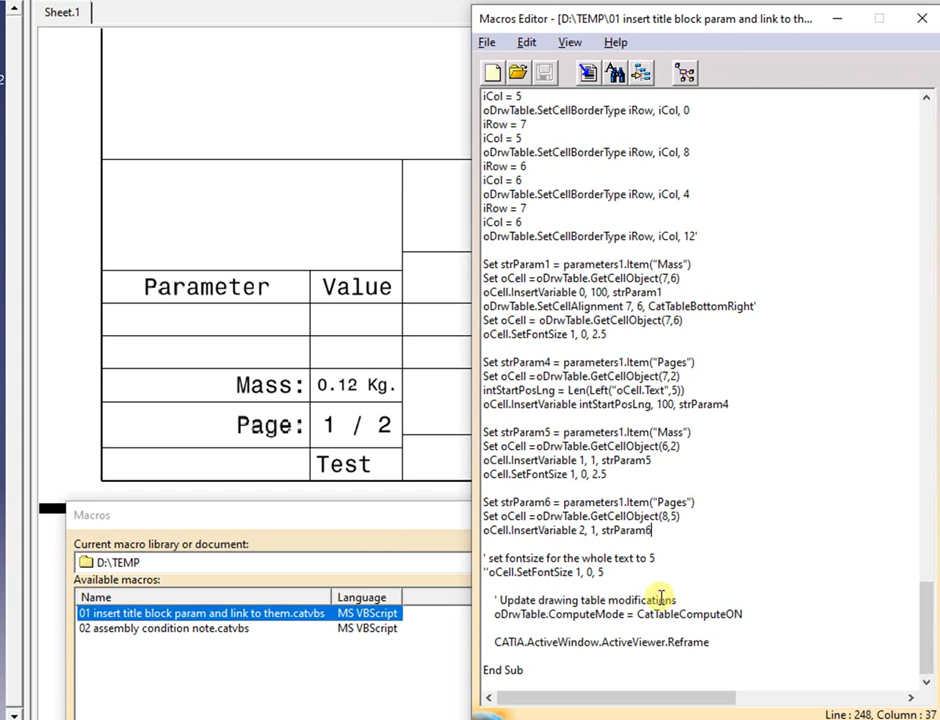 Sheet.1
2
Parameter Value
Mass: 0.12 Kg.
Page: 1 / 2
Test
Macros
Current macro library or document:
D:\TEMP
Available macros:
Name Language
01 insert title block param and link to them.catvbs MS VBScript
02 assembly condition note.catvbs MS VBScript
Macros Editor - [D:\TEMP\01 insert title block param and link to th...
File Edit View Help
iCol = 5
oDrwTable.SetCellBorderType iRow, iCol, 0
iRow = 7
iCol = 5
oDrwTable.SetCellBorderType iRow, iCol, 8
iRow = 6
iCol = 6
oDrwTable.SetCellBorderType iRow, iCol, 4
iRow = 7
iCol = 6
oDrwTable.SetCellBorderType iRow, iCol, 12'
Set strParam1 = parameters1.Item("Mass")
Set oCell =oDrwTable.GetCellObject(7,6)
oCell.InsertVariable 0, 100, strParam1
oDrwTable.SetCellAlignment 7, 6, CatTableBottomRight'
Set oCell = oDrwTable.GetCellObject(7,6)
oCell.SetFontSize 1, 0, 2.5
Set strParam4 = parameters1.Item("Pages")
Set oCell =oDrwTable.GetCellObject(7,2)
intStartPosLng = Len(Left("oCell.Text",5))
oCell.InsertVariable intStartPosLng, 100, strParam4
Set strParam5 = parameters1.Item("Mass")
Set oCell =oDrwTable.GetCellObject(6,2)
oCell.InsertVariable 1, 1, strParam5
oCell.SetFontSize 1, 0, 2.5
Set strParam6 = parameters1.Item("Pages")
Set oCell =oDrwTable.GetCellObject(8,5)
oCell.InsertVariable 2, 1, strParam6
' set fontsize for the whole text to 5
''oCell.SetFontSize 1, 0, 5
' Update drawing table modifications
oDrwTable.ComputeMode = CatTableComputeON
CATIA.ActiveWindow.ActiveViewer.Reframe
End Sub
Line : 248, Column : 37